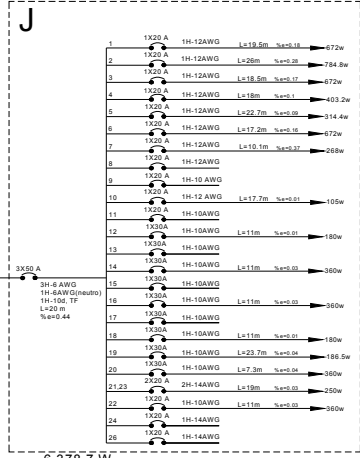 J
1 1X20 A 1H-12AWG L=19.5m %e=0.18 672w
2 1X20 A 1H-12AWG L=26m %e=0.28 784.8w
3 1X20 A 1H-12AWG L=18.5m %e=0.17 672w
4 1X20 A 1H-12AWG L=18m %e=0.1 403.2w
5 1X20 A 1H-12AWG L=22.7m %e=0.09 314.4w
6 1X20 A 1H-12AWG L=17.2m %e=0.16 672w
7 1X20 A 1H-12AWG L=10.1m %e=0.37 268w
8 1X20 A 1H-12AWG
9 1X20 A 1H-10 AWG
10 1X20 A 1H-12 AWG L=17.7m %e=0.01 105w
11 1X20 A 1H-10AWG
12 1X30A 1H-10AWG L=11m %e=0.01 180w
13 1X30A 1H-10AWG
14 1X30A 1H-10AWG L=11m %e=0.03 360w
15 1X30A 1H-10AWG
16 1X30A 1H-10AWG L=11m %e=0.03 360w
17 1X30A 1H-10AWG
18 1X30A 1H-10AWG L=11m %e=0.01 180w
19 1X30A 1H-10AWG L=23.7m %e=0.04 186.5w
20 1X30A 1H-10AWG L=7.3m %e=0.04 360w
21,23 2X20 A 2H-14AWG L=19m %e=0.03 250w
22 1X20 A 1H-10AWG L=11m %e=0.03 360w
24 1X20 A 1H-14AWG
26 1X20 A 1H-14AWG
3X50 A
3H-6 AWG
1H-6AWG(neutro)
1H-10d, TF
L=20 m
%e=0.44
6,278.7 W